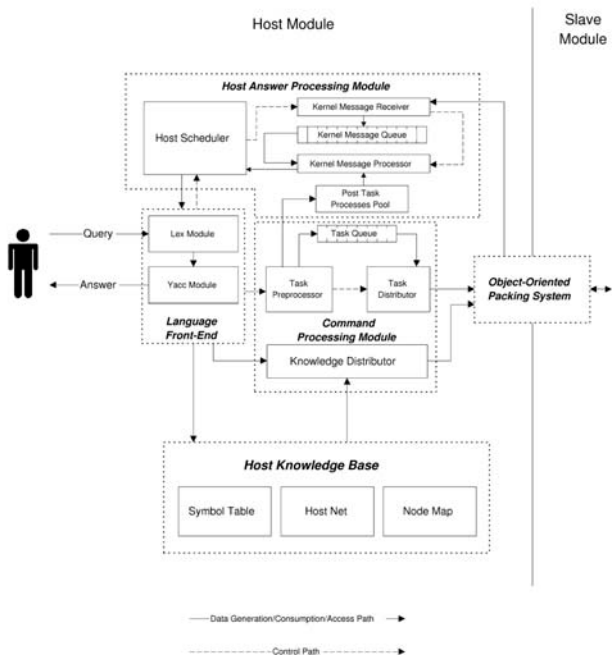 Host Module
Slave
Module
Host Answer Processing Module
Host Scheduler
Kernel Message Receiver
Kernel Message Queue
Kernel Message Processor
Post Task
Processes Pool
Query
Lex Module
Task Queue
Answer
Yacc Module
Task
Preprocessor
Task
Distributor
Object-Oriented
Packing System
Language
Front-End
Command
Processing Module
Knowledge Distributor
Host Knowledge Base
Symbol Table
Host Net
Node Map
Data Generation/Consumption/Access Path
Control Path